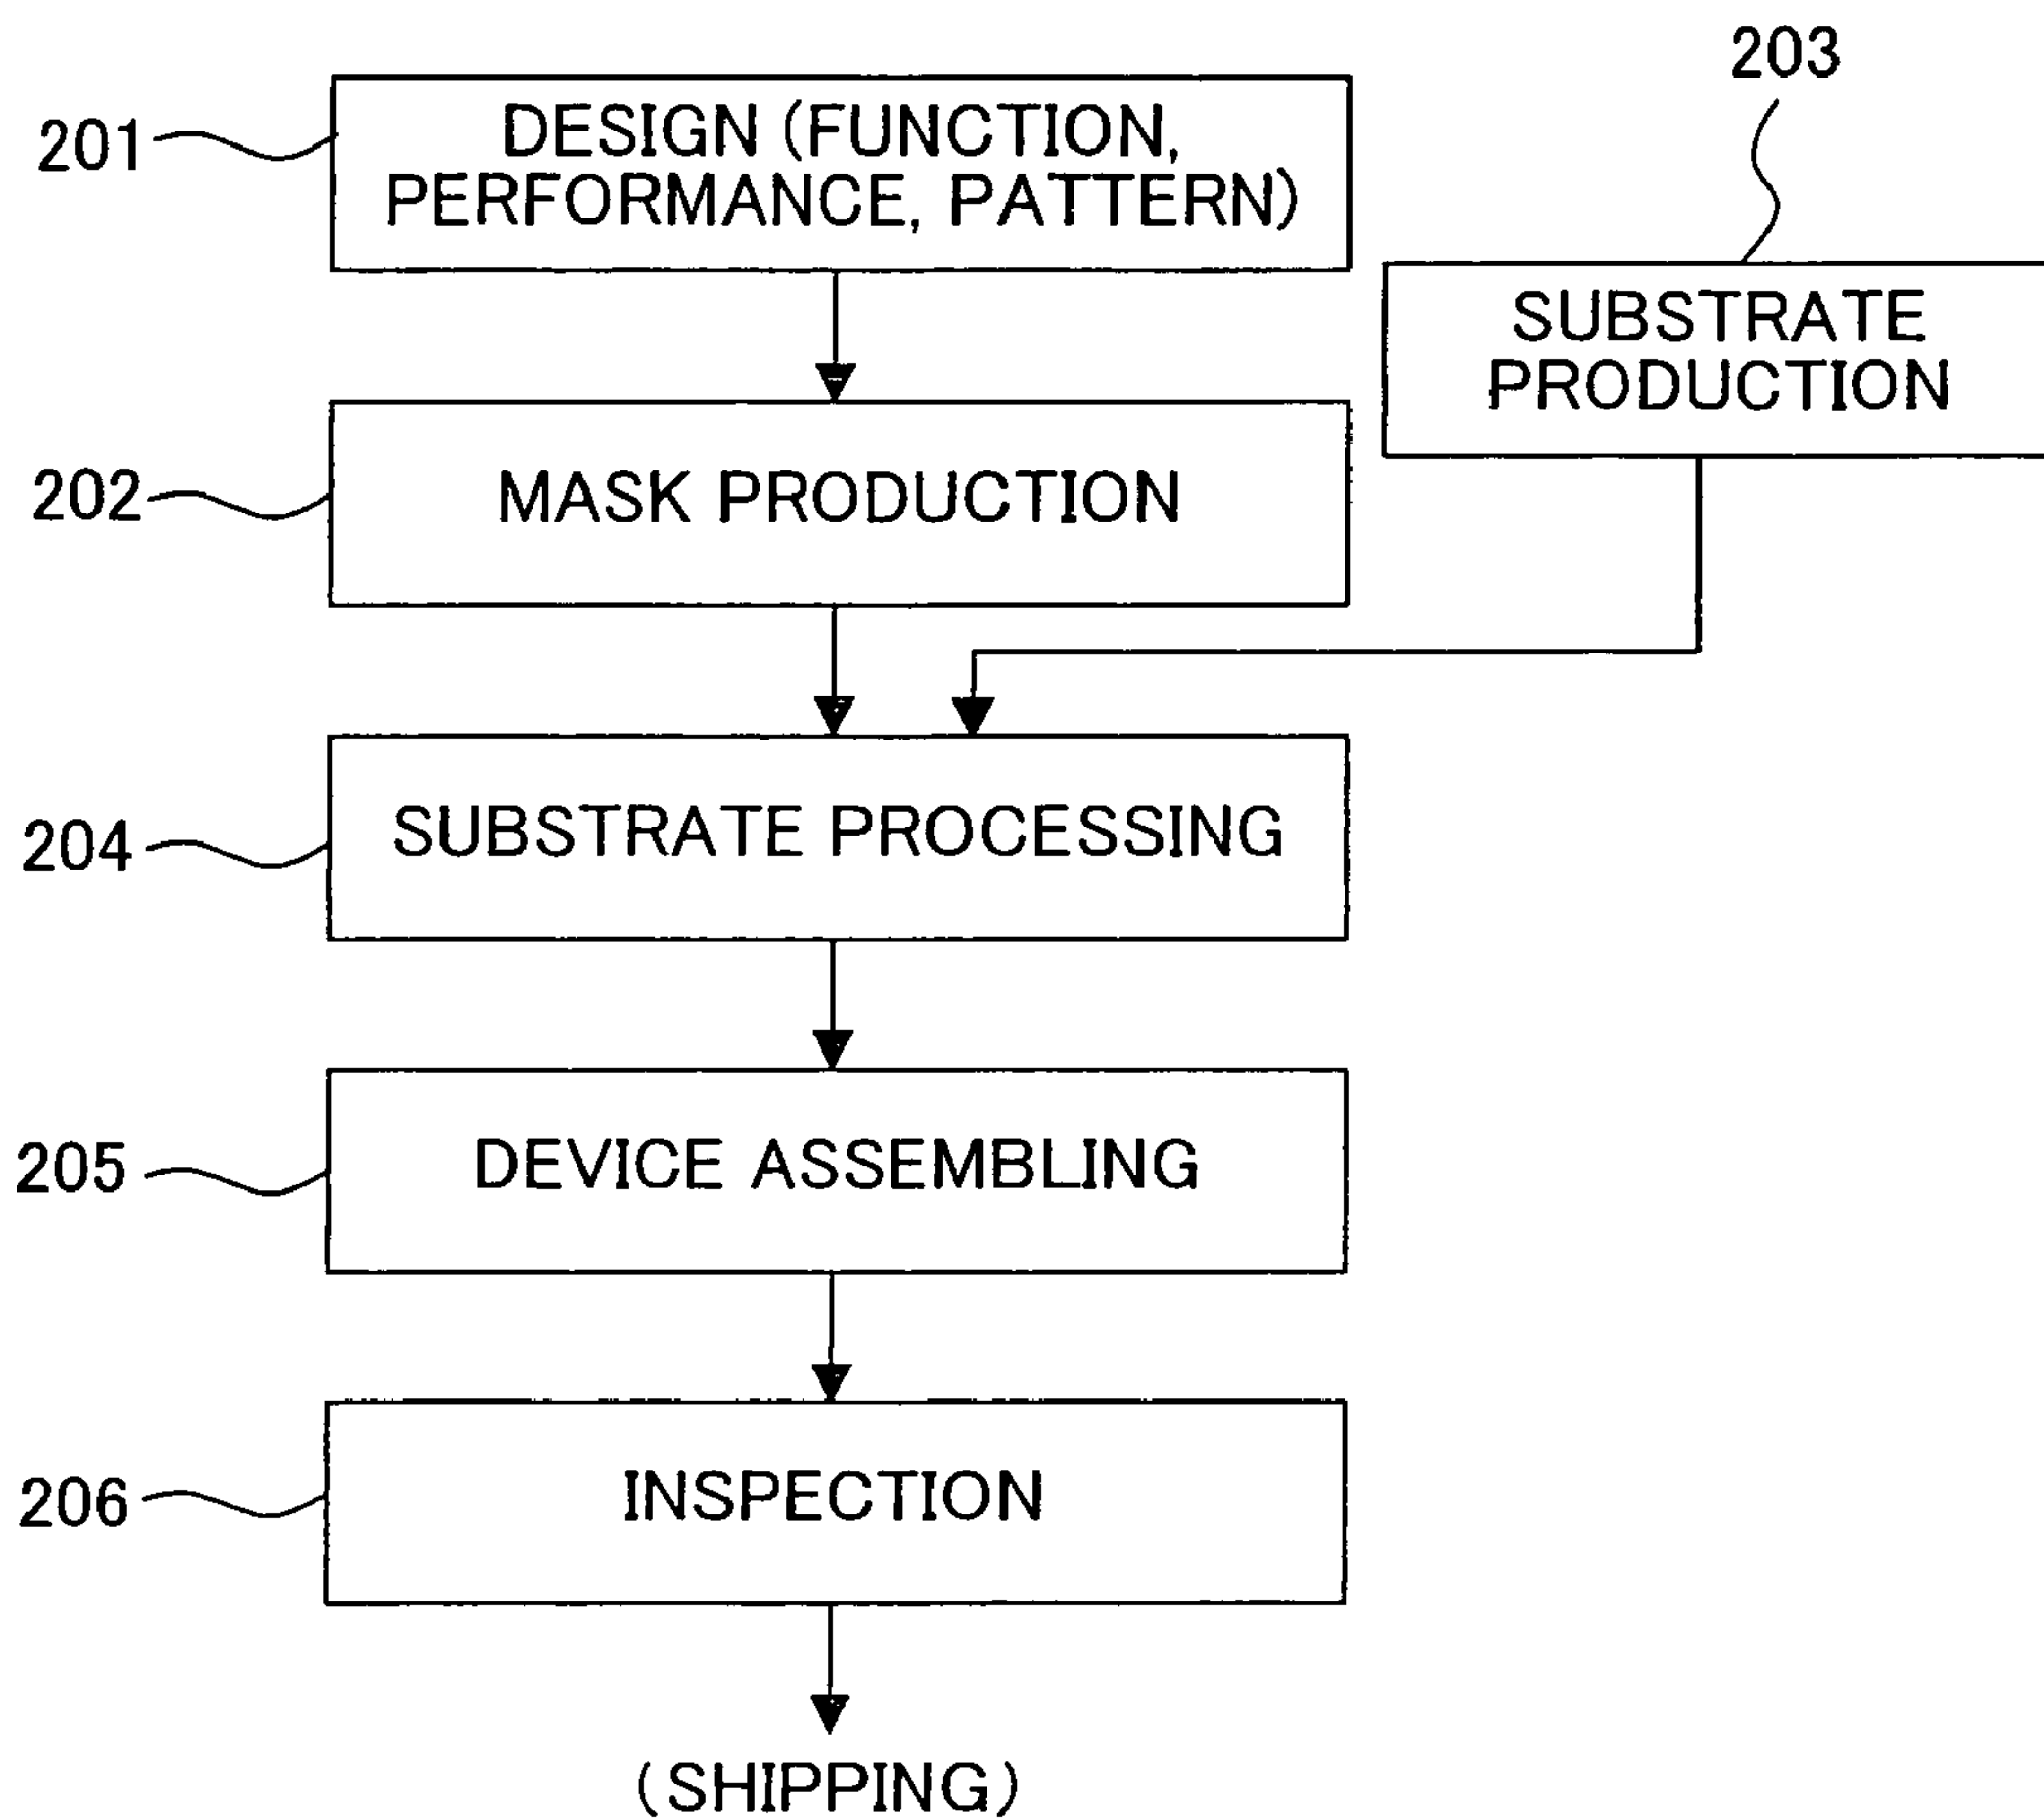 203
201
DESIGN (FUNCTION,
PERFORMANCE, PATTERN)
SUBSTRATE
PRODUCTION
202
MASK PRODUCTION
204
SUBSTRATE PROCESSING
205
DEVICE ASSEMBLING
206
INSPECTION
(SHIPPING)